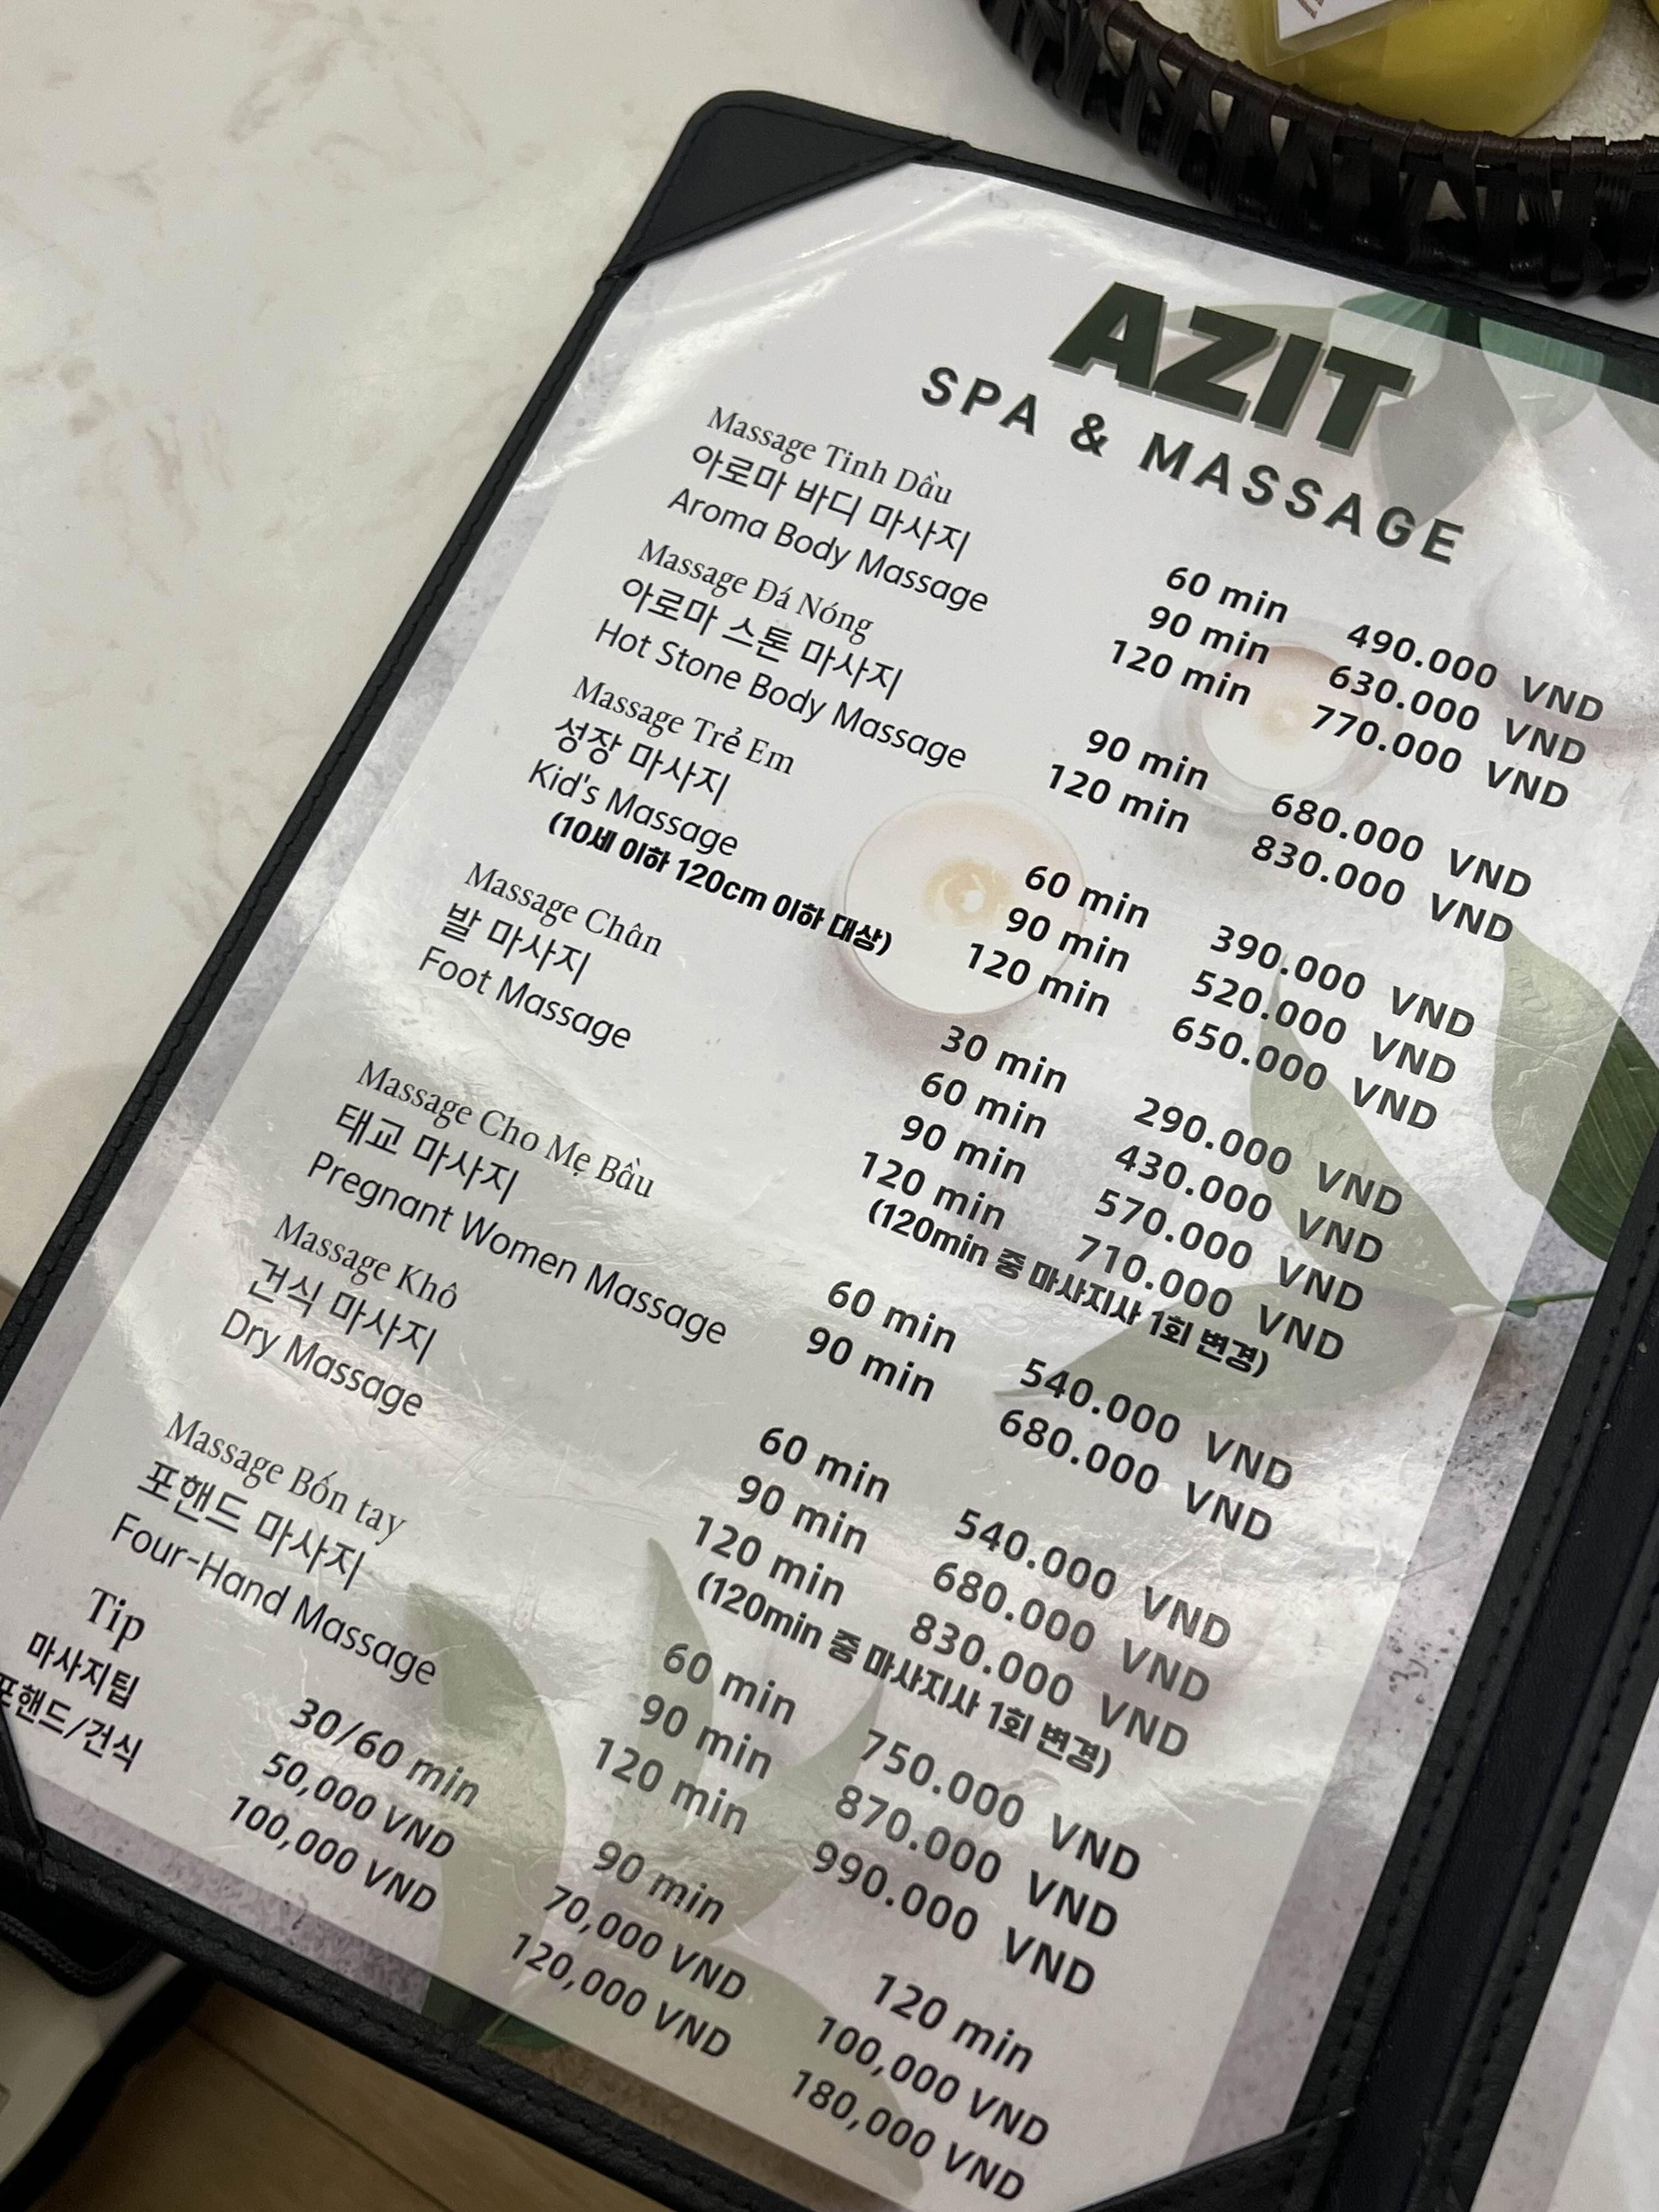 AZIT
SPA & MASSAGE
Massage Tinh Dầu
아로마 바디 마사지
Aroma Body Massage
60 min 490.000 VND
90 min 630.000 VND
120 min 770.000 VND
Massage Đá Nóng
아로마 스톤 마사지
Hot Stone Body Massage
90 min 680.000 VND
120 min 830.000 VND
Massage Trẻ Em
성장 마사지
Kid's Massage
(10세 이하 120cm 이하 대상)
60 min 390.000 VND
90 min 520.000 VND
120 min 650.000 VND
Massage Chân
발 마사지
Foot Massage
30 min 290.000 VND
60 min 430.000 VND
90 min 570.000 VND
120 min 710.000 VND
(120min 중 마사지사 1회 변경)
Massage Cho Mẹ Bầu
태교 마사지
Pregnant Women Massage
60 min 540.000 VND
90 min 680.000 VND
Massage Khô
건식 마사지
Dry Massage
60 min 540.000 VND
90 min 680.000 VND
120 min 830.000 VND
(120min 중 마사지사 1회 변경)
Massage Bốn tay
포핸드 마사지
Four-Hand Massage
60 min 750.000 VND
90 min 870.000 VND
120 min 990.000 VND
Tip 30/60 min 90 min 120 min
마사지팁 50,000 VND 70,000 VND 100,000 VND
포핸드/건식 100,000 VND 120,000 VND 180,000 VND